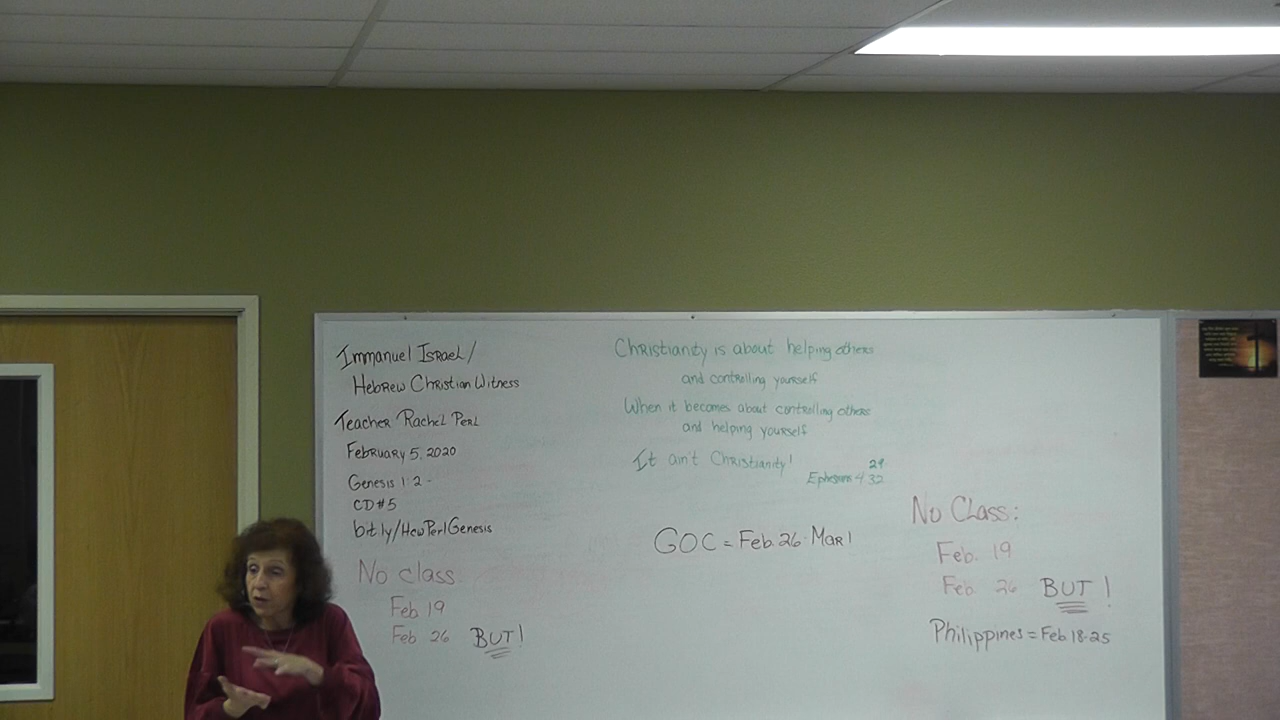 Immanuel Israel/
Hebrew Christian Witness
Teacher Rachel Perl
February 5, 2020
Genesis 1:2 -
CD#5
bit.ly/HcwPerlGenesis
No class:
Feb 19
Feb 26 BUT!
Christianity is about helping others
and controlling yourself
When it becomes about controlling others
and helping yourself
It ain't Christianity!
29
Ephesians 4 32
GOC = Feb. 26 - Mar 1
No Class:
Feb. 19
Feb. 26 BUT!
Philippines = Feb 18-25